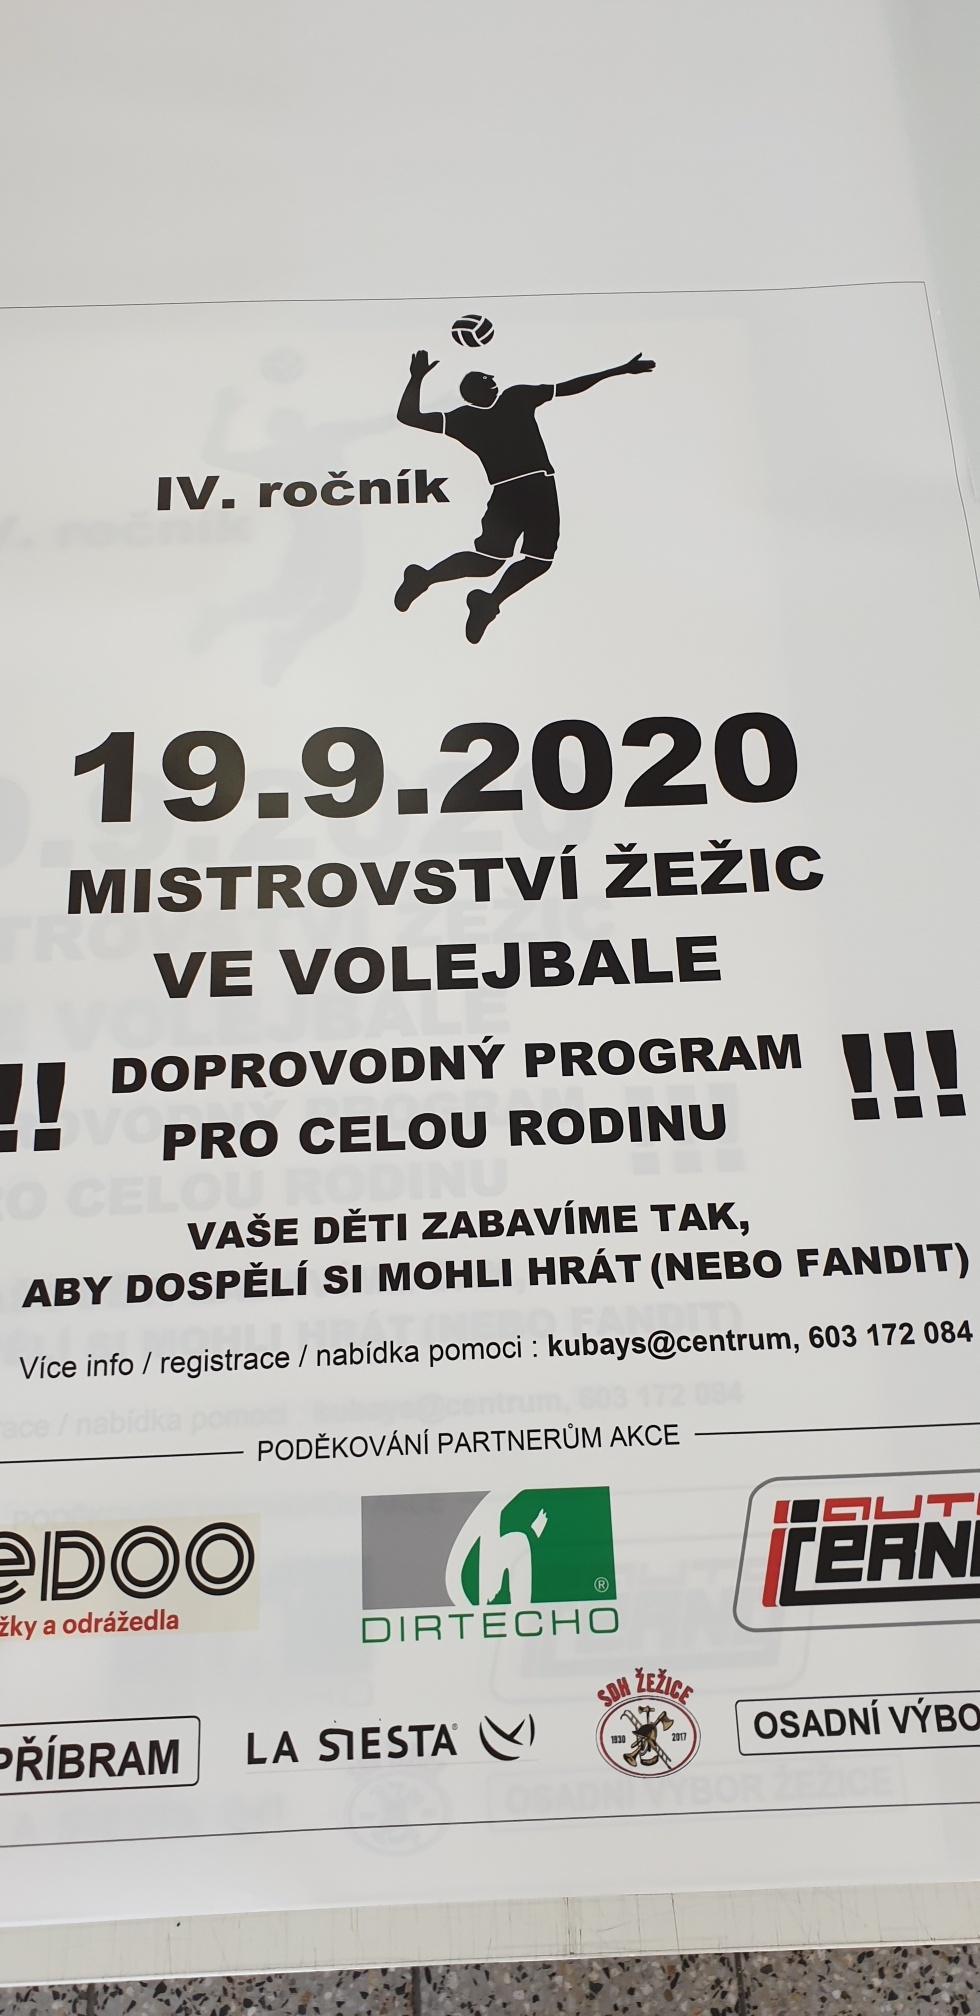 IV. ročník
19.9.2020
MISTROVSTVÍ ŽEŽIC
VE VOLEJBALE
!! DOPROVODNÝ PROGRAM !!!
PRO CELOU RODINU
VAŠE DĚTI ZABAVÍME TAK,
ABY DOSPĚLÍ SI MOHLI HRÁT (NEBO FANDIT)
Více info / registrace / nabídka pomoci : kubays@centrum, 603 172 084
PODĚKOVÁNÍ PARTNERŮM AKCE
eDOO
žky a odrážedla
DIRTECHO
®
AUT
ČERN
PŘÍBRAM
LA SIESTA®
SDH ŽEŽICE
1930 2017
OSADNÍ VÝBO